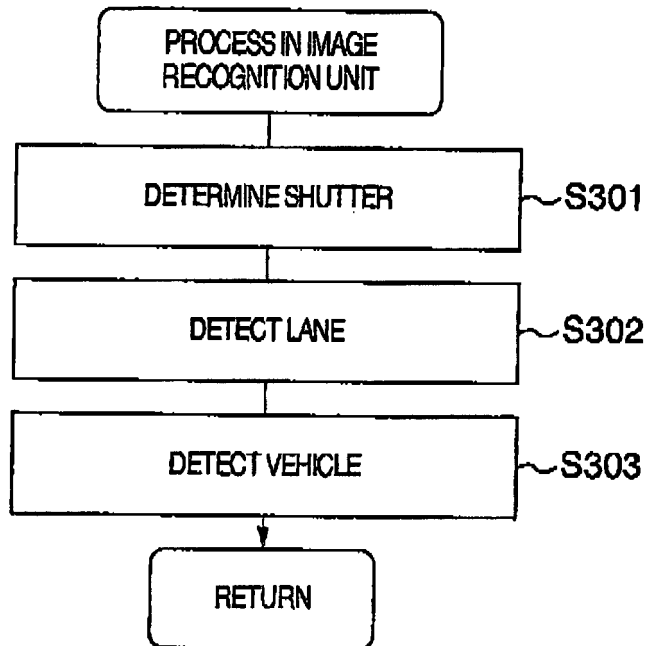 PROCESS IN IMAGE
RECOGNITION UNIT
DETERMINE SHUTTER
S301
DETECT LANE
S302
DETECT VEHICLE
S303
RETURN